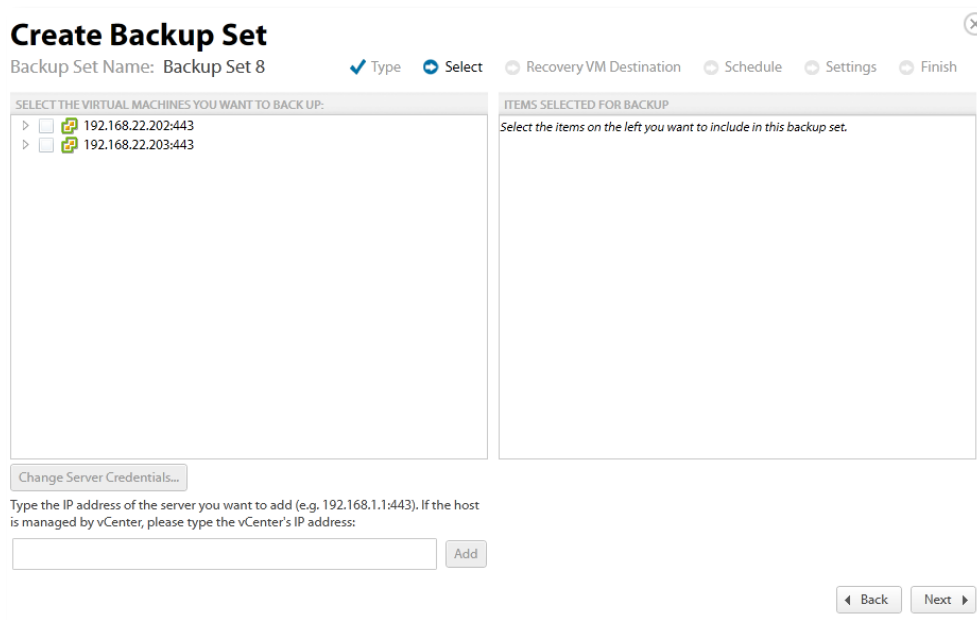 Create Backup Set
Backup Set Name: Backup Set 8
Type Select Recovery VM Destination Schedule Settings Finish
SELECT THE VIRTUAL MACHINES YOU WANT TO BACK UP:
192.168.22.202:443
192.168.22.203:443
ITEMS SELECTED FOR BACKUP
Select the items on the left you want to include in this backup set.
Change Server Credentials...
Type the IP address of the server you want to add (e.g. 192.168.1.1:443). If the host
is managed by vCenter, please type the vCenter's IP address:
Add
Back Next